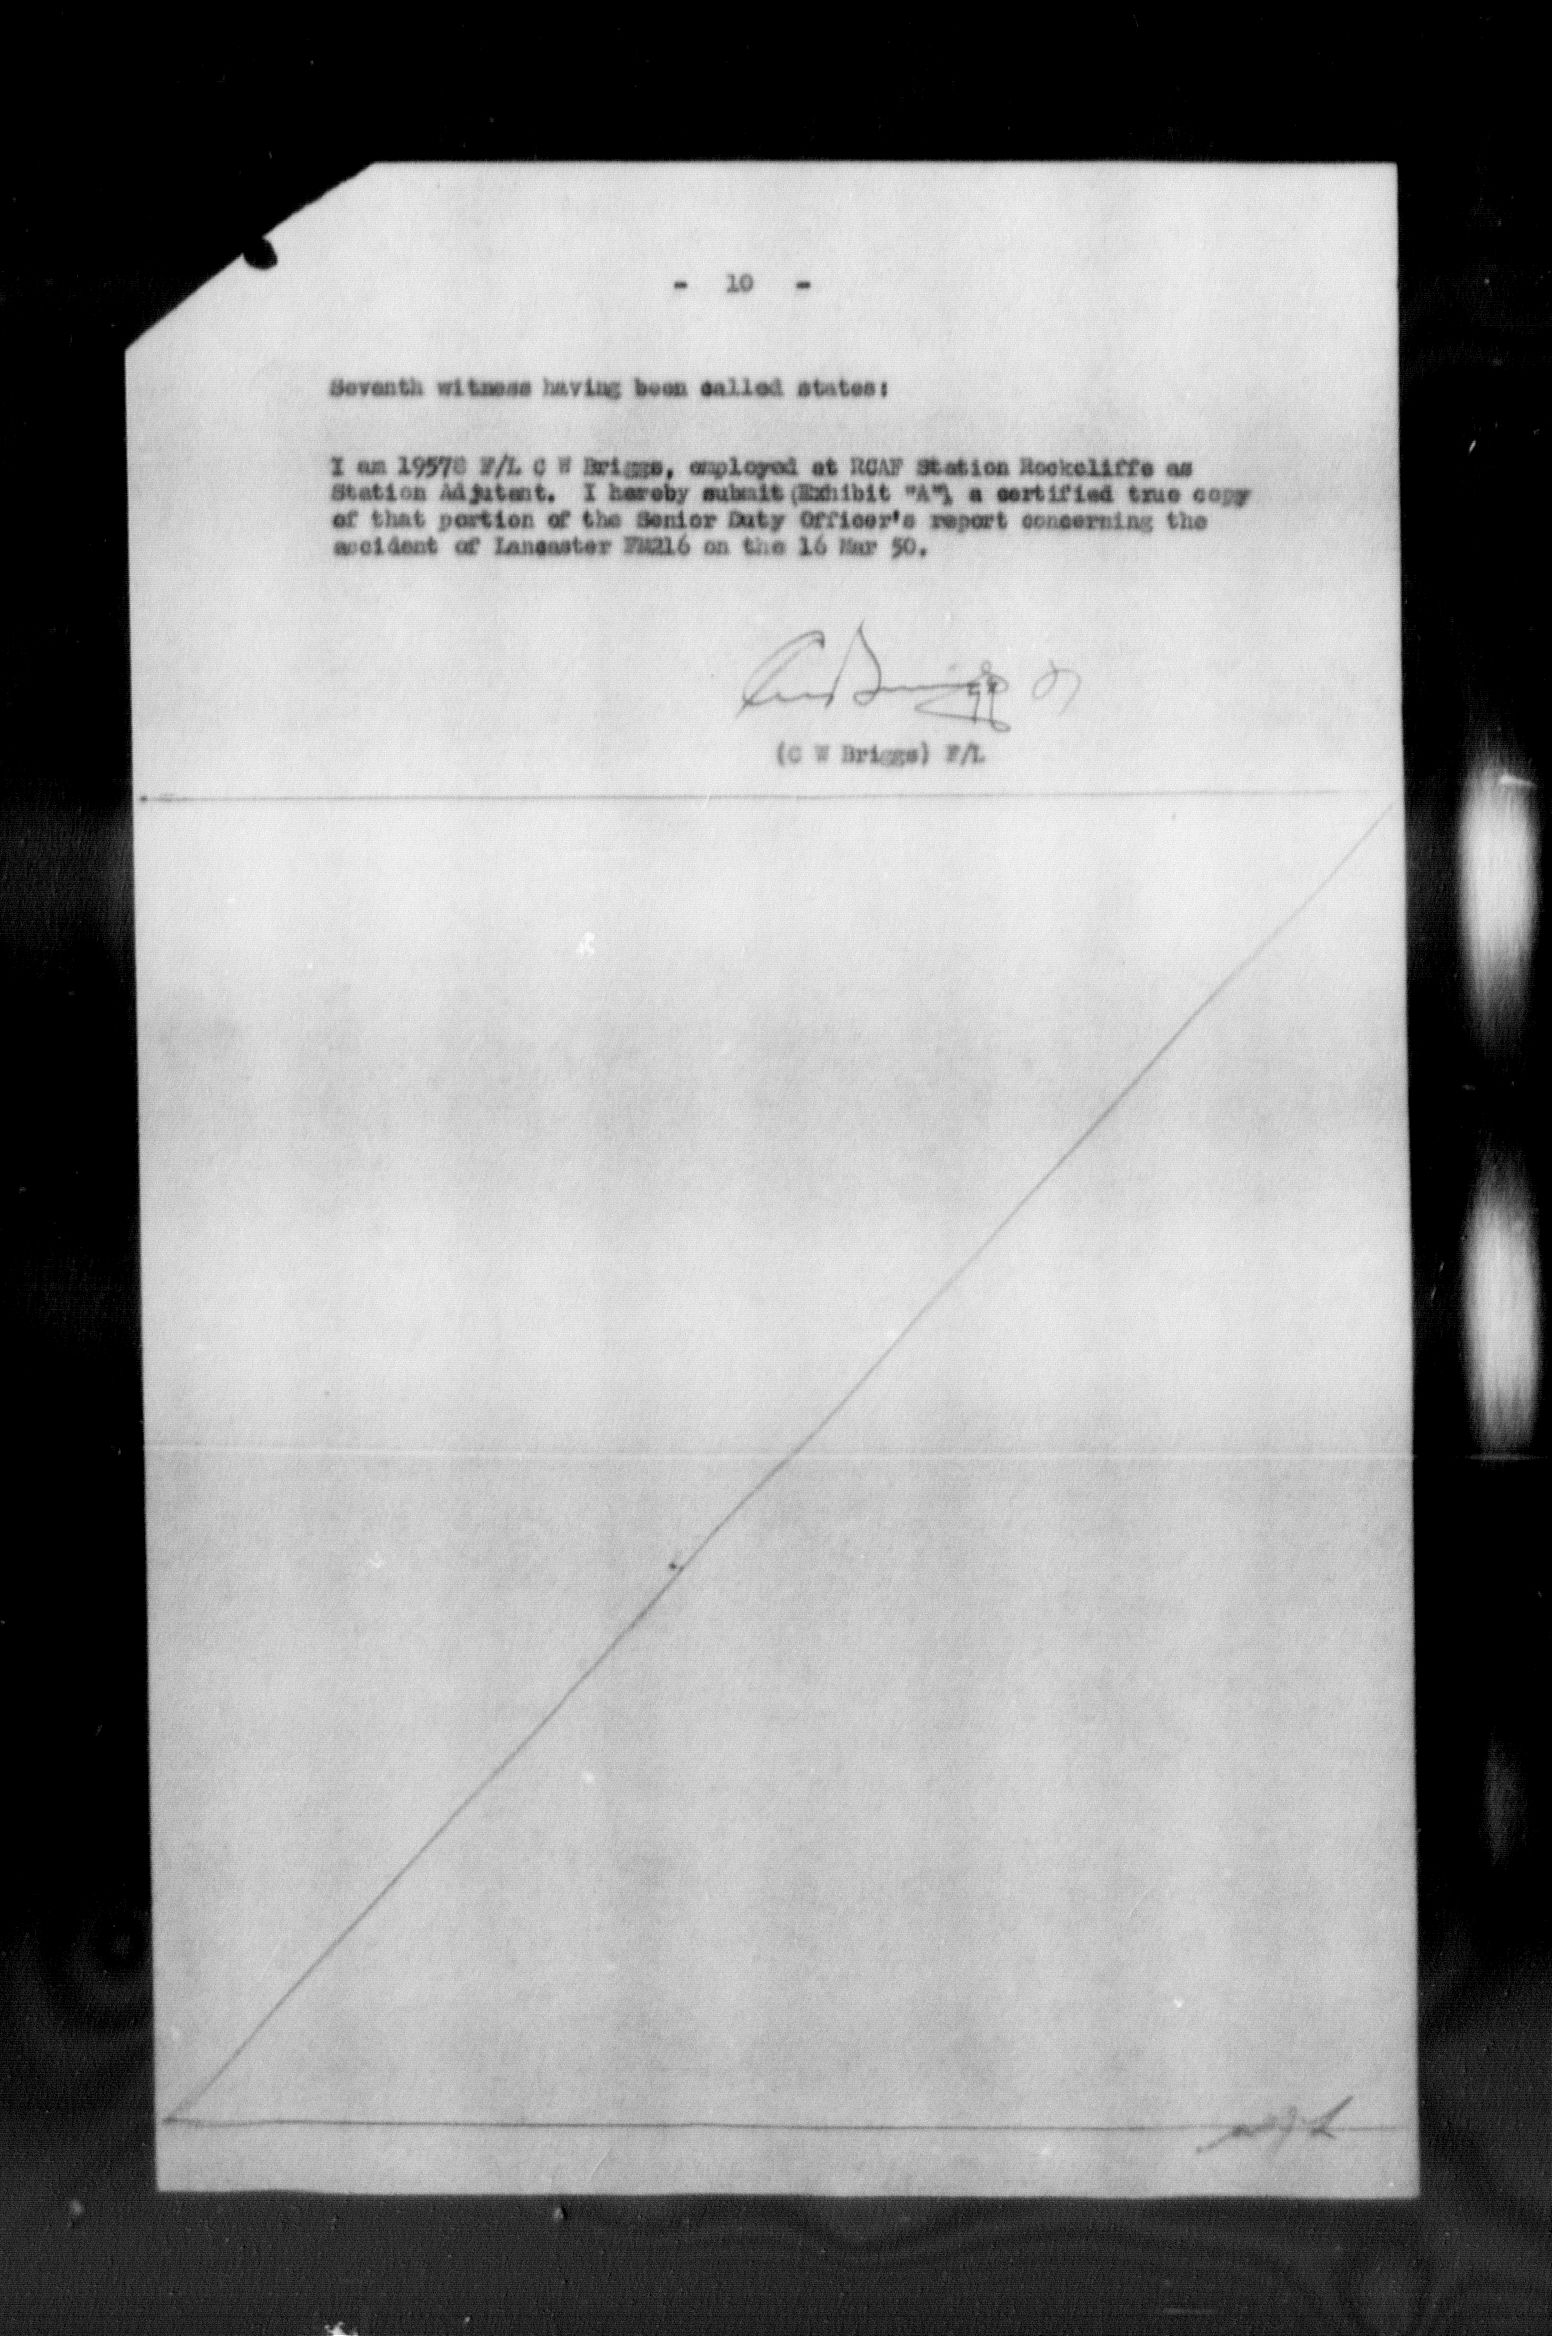 - 10 -
Seventh witness having been called states:
I am 19578 F/L C W Briggs, employed at RCAF Station Rockcliffe as
Station Adjutant. I hereby submit (Exhibit "A"), a certified true copy
of that portion of the Senior Duty Officer's report concerning the
accident of Lancaster FM216 on the 16 Mar 50.
CW Briggs
(C W Briggs) F/L